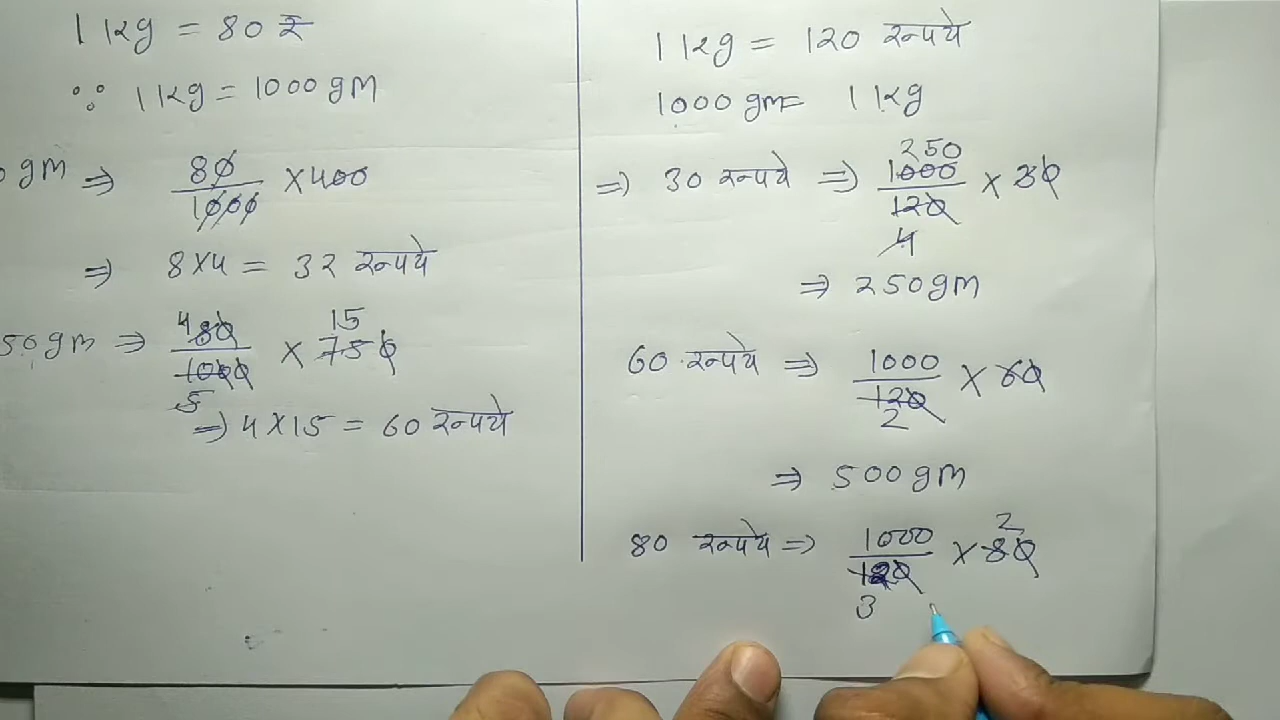 1 kg = 80 ₹
∵ 1 kg = 1000 gm
0 gm ⇒ 80/1000 × 400
⇒ 8×4 = 32 रूपये
50 gm ⇒ 4 80/1000 5 × 15 750
⇒ 4×15 = 60 रूपये
1 kg = 120 रूपये
1000 gm = 1 kg
⇒ 30 रूपये ⇒ 250 1000/120 4 × 30
⇒ 250 gm
60 रूपये ⇒ 1000/120 2 × 60
⇒ 500 gm
80 रूपये ⇒ 1000/120 3 × 2 80